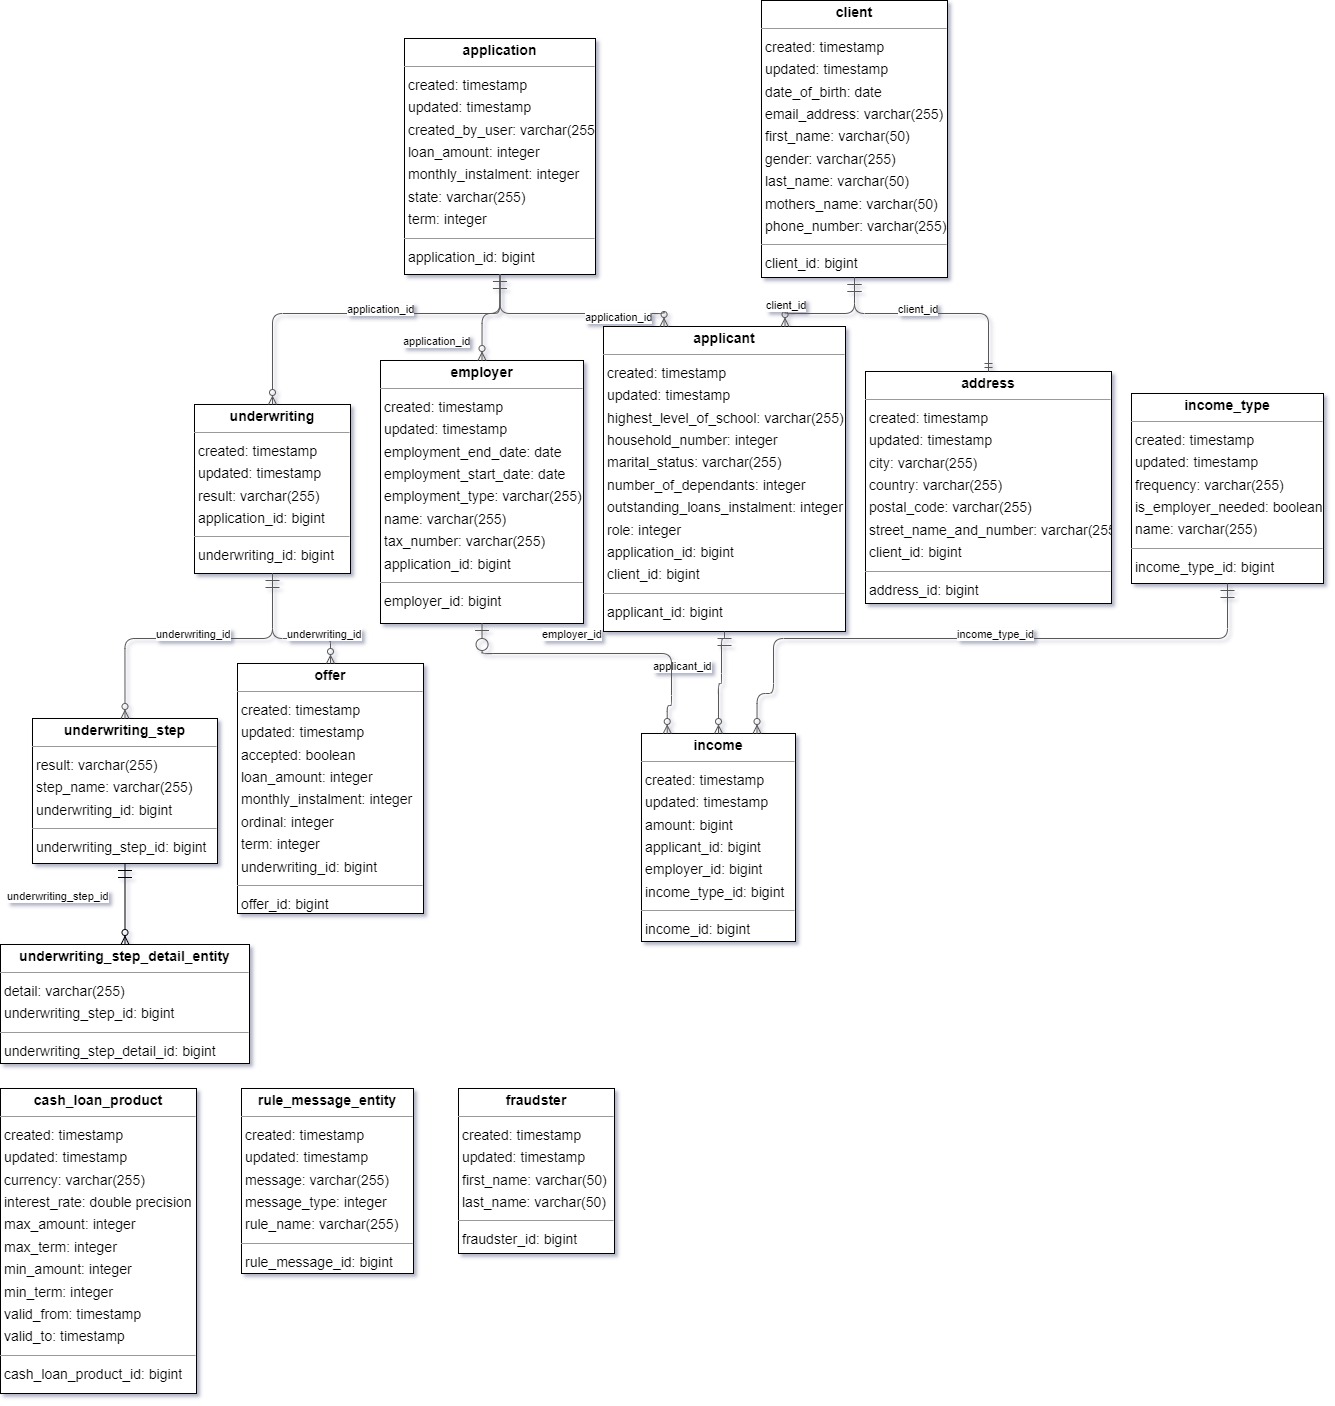 client
created: timestamp
updated: timestamp
date_of_birth: date
email_address: varchar(255)
first_name: varchar(50)
gender: varchar(255)
last_name: varchar(50)
mothers_name: varchar(50)
phone_number: varchar(255)
client_id: bigint
application
created: timestamp
updated: timestamp
created_by_user: varchar(255
loan_amount: integer
monthly_instalment: integer
state: varchar(255)
term: integer
application_id: bigint
application_id
application_id
application_id
client_id
client_id
underwriting
created: timestamp
updated: timestamp
result: varchar(255)
application_id: bigint
underwriting_id: bigint
employer
created: timestamp
updated: timestamp
employment_end_date: date
employment_start_date: date
employment_type: varchar(255)
name: varchar(255)
tax_number: varchar(255)
application_id: bigint
employer_id: bigint
applicant
created: timestamp
updated: timestamp
highest_level_of_school: varchar(255)
household_number: integer
marital_status: varchar(255)
number_of_dependants: integer
outstanding_loans_instalment: integer
role: integer
application_id: bigint
client_id: bigint
applicant_id: bigint
address
created: timestamp
updated: timestamp
city: varchar(255)
country: varchar(255)
postal_code: varchar(255)
street_name_and_number: varchar(255
client_id: bigint
address_id: bigint
income_type
created: timestamp
updated: timestamp
frequency: varchar(255)
is_employer_needed: boolean
name: varchar(255)
income_type_id: bigint
underwriting_id
underwriting_id
employer_id
applicant_id
income_type_id
underwriting_step
result: varchar(255)
step_name: varchar(255)
underwriting_id: bigint
underwriting_step_id: bigint
offer
created: timestamp
updated: timestamp
accepted: boolean
loan_amount: integer
monthly_instalment: integer
ordinal: integer
term: integer
underwriting_id: bigint
offer_id: bigint
income
created: timestamp
updated: timestamp
amount: bigint
applicant_id: bigint
employer_id: bigint
income_type_id: bigint
income_id: bigint
underwriting_step_id
underwriting_step_detail_entity
detail: varchar(255)
underwriting_step_id: bigint
underwriting_step_detail_id: bigint
cash_loan_product
created: timestamp
updated: timestamp
currency: varchar(255)
interest_rate: double precision
max_amount: integer
max_term: integer
min_amount: integer
min_term: integer
valid_from: timestamp
valid_to: timestamp
cash_loan_product_id: bigint
rule_message_entity
created: timestamp
updated: timestamp
message: varchar(255)
message_type: integer
rule_name: varchar(255)
rule_message_id: bigint
fraudster
created: timestamp
updated: timestamp
first_name: varchar(50)
last_name: varchar(50)
fraudster_id: bigint